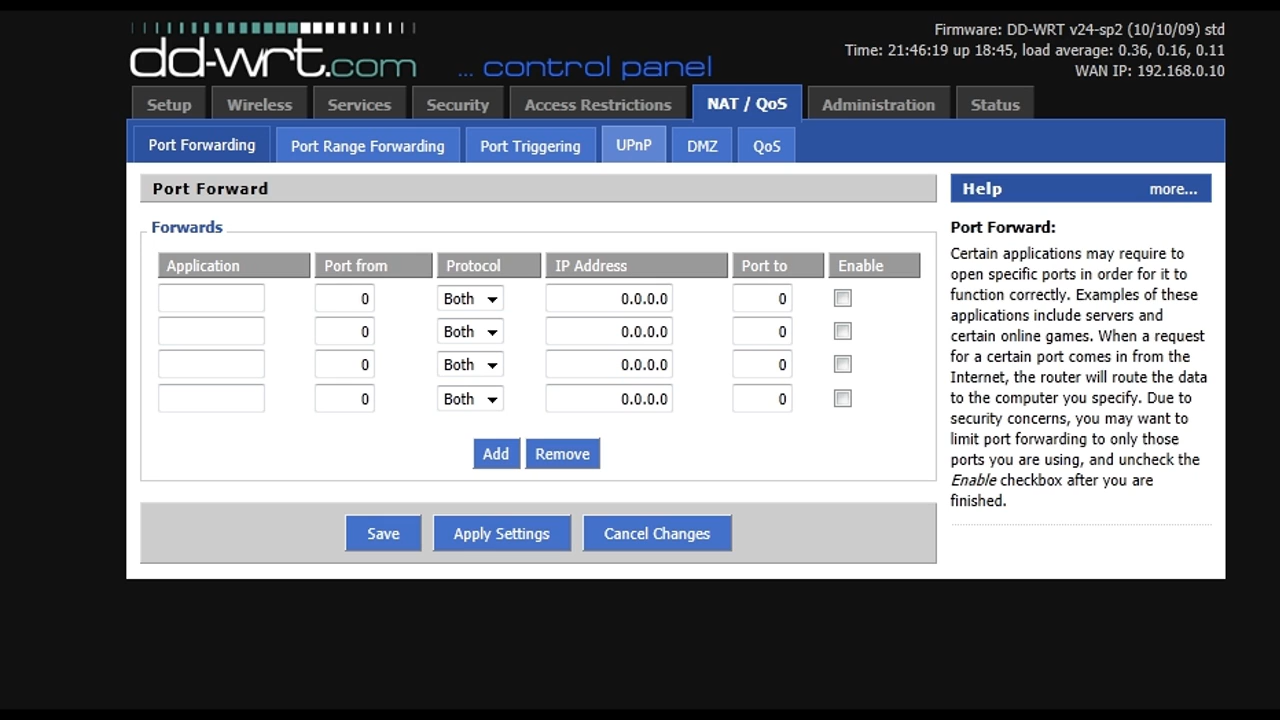 dd-wrt.com
... control panel
Firmware: DD-WRT v24-sp2 (10/10/09) std
Time: 21:46:19 up 18:45, load average: 0.36, 0.16, 0.11
WAN IP: 192.168.0.10
Setup Wireless Services Security Access Restrictions NAT / QoS Administration Status
Port Forwarding Port Range Forwarding Port Triggering UPnP DMZ QoS
Port Forward
Forwards
Application Port from Protocol IP Address Port to Enable
0 Both 0.0.0.0 0
0 Both 0.0.0.0 0
0 Both 0.0.0.0 0
0 Both 0.0.0.0 0
Add Remove
Save Apply Settings Cancel Changes
Help more...
Port Forward:
Certain applications may require to
open specific ports in order for it to
function correctly. Examples of these
applications include servers and
certain online games. When a request
for a certain port comes in from the
Internet, the router will route the data
to the computer you specify. Due to
security concerns, you may want to
limit port forwarding to only those
ports you are using, and uncheck the
Enable checkbox after you are
finished.